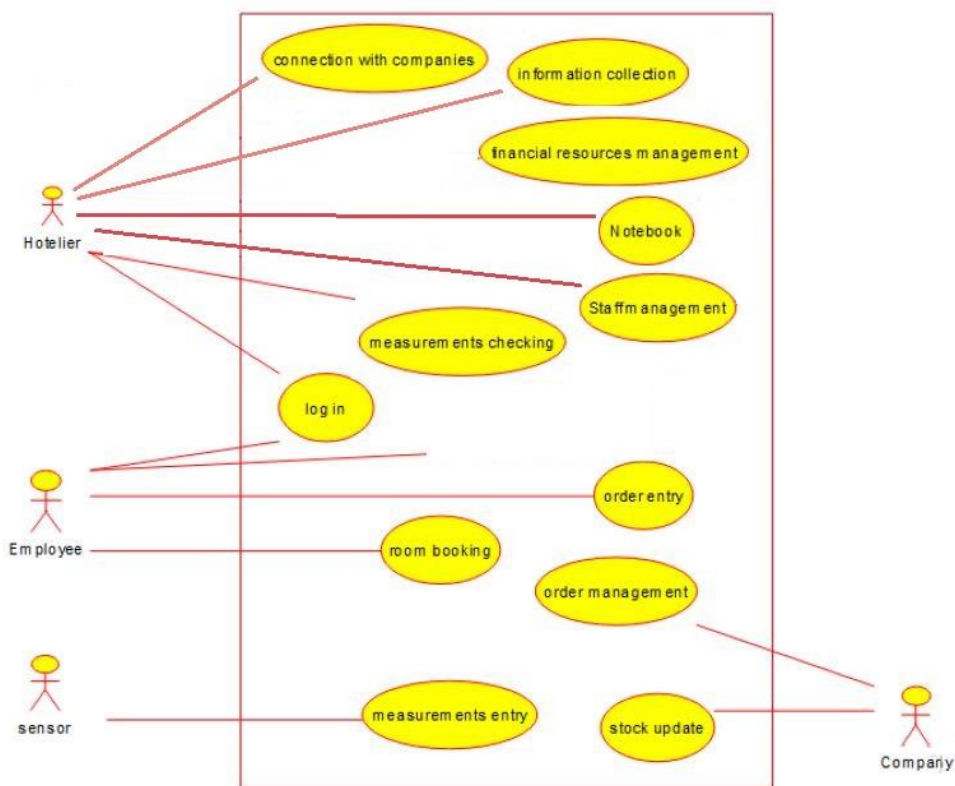 connection with companies
information collection
financial resources management
Hotelier
Notebook
Staffmanagement
measurements checking
log in
Employee
order entry
room booking
order management
sensor
measurements entry
stock update
Company